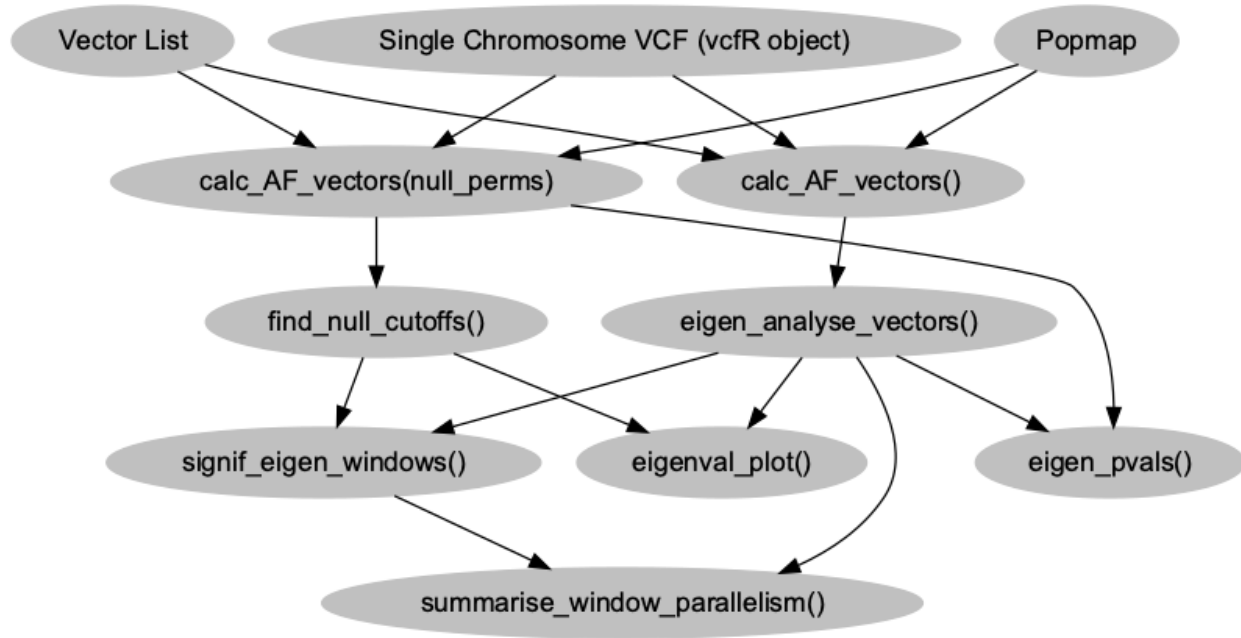 Vector List
Single Chromosome VCF (vcfR object)
Popmap
calc_AF_vectors(null_perms)
calc_AF_vectors()
find_null_cutoffs()
eigen_analyse_vectors()
signif_eigen_windows()
eigenval_plot()
eigen_pvals()
summarise_window_parallelism()